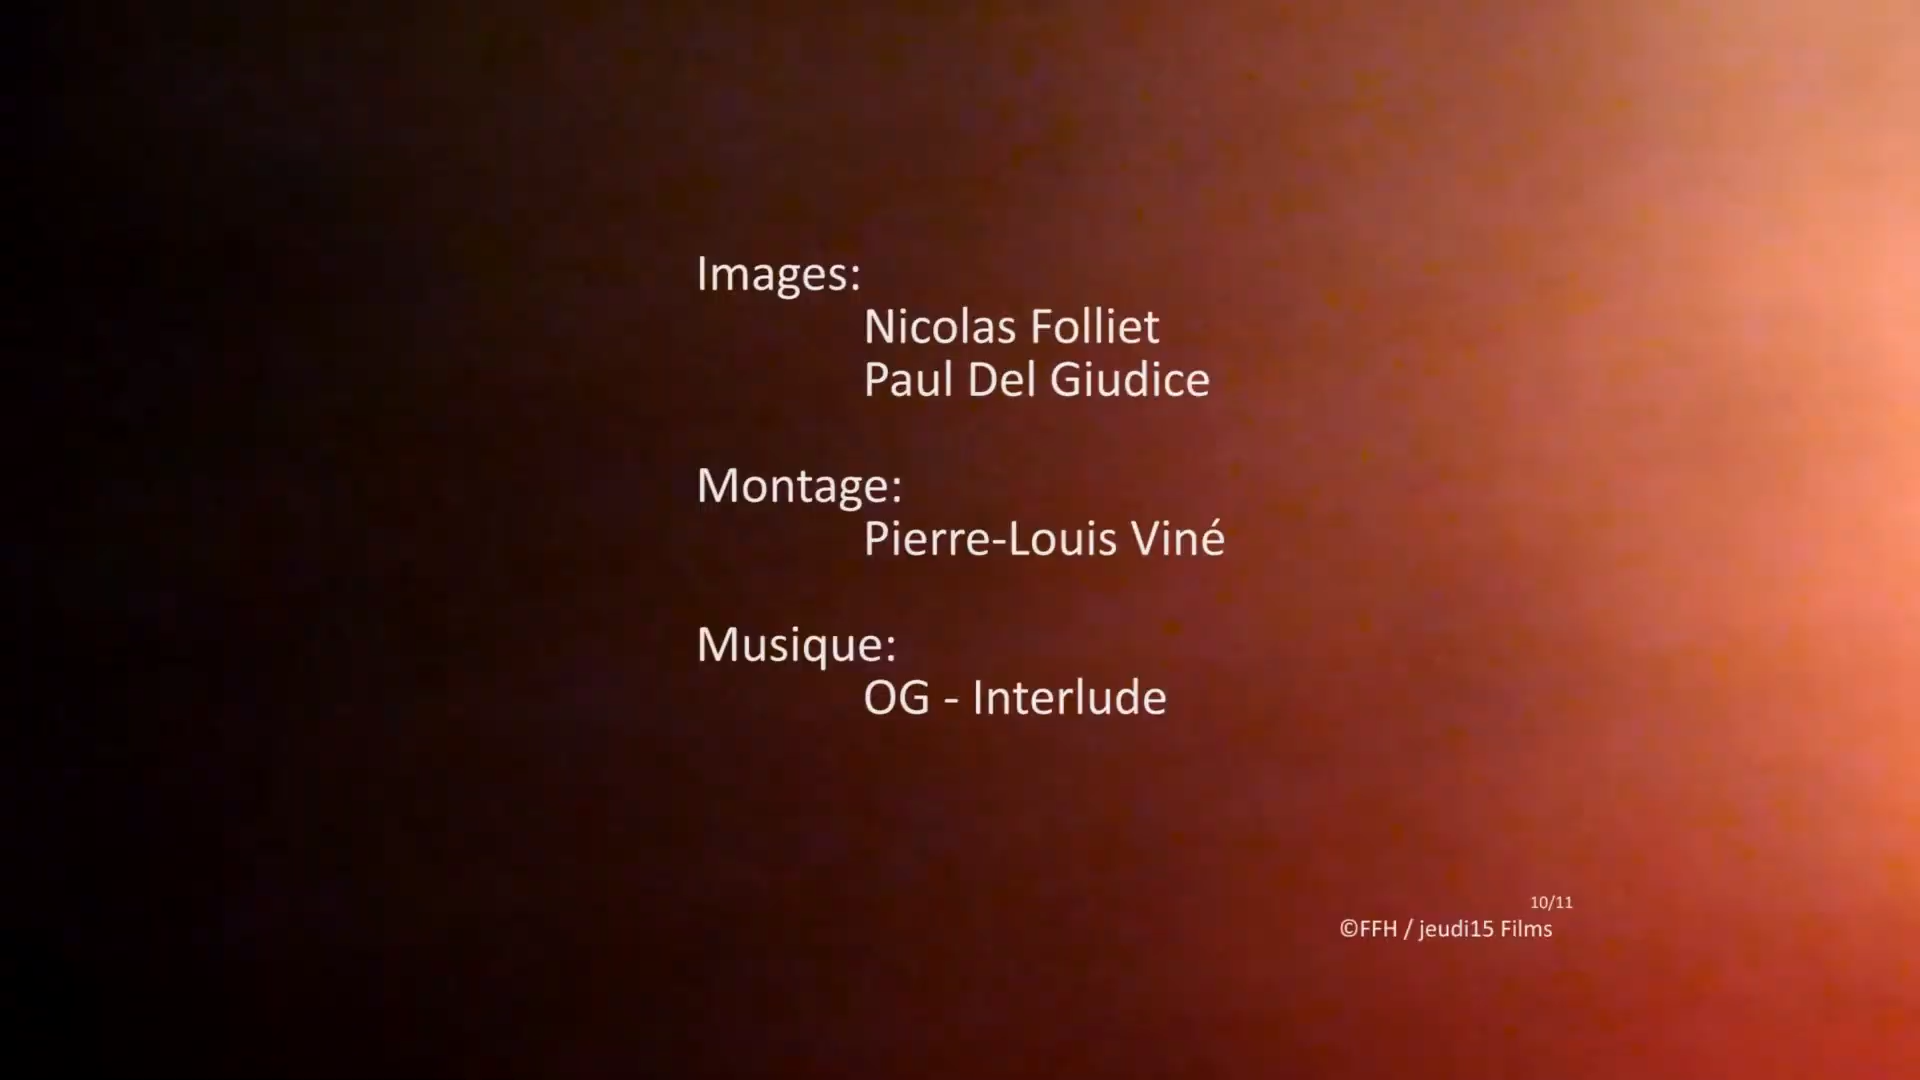 Images:
Nicolas Folliet
Paul Del Giudice
Montage:
Pierre-Louis Viné
Musique:
OG - Interlude
10/11
©FFH / jeudi15 Films